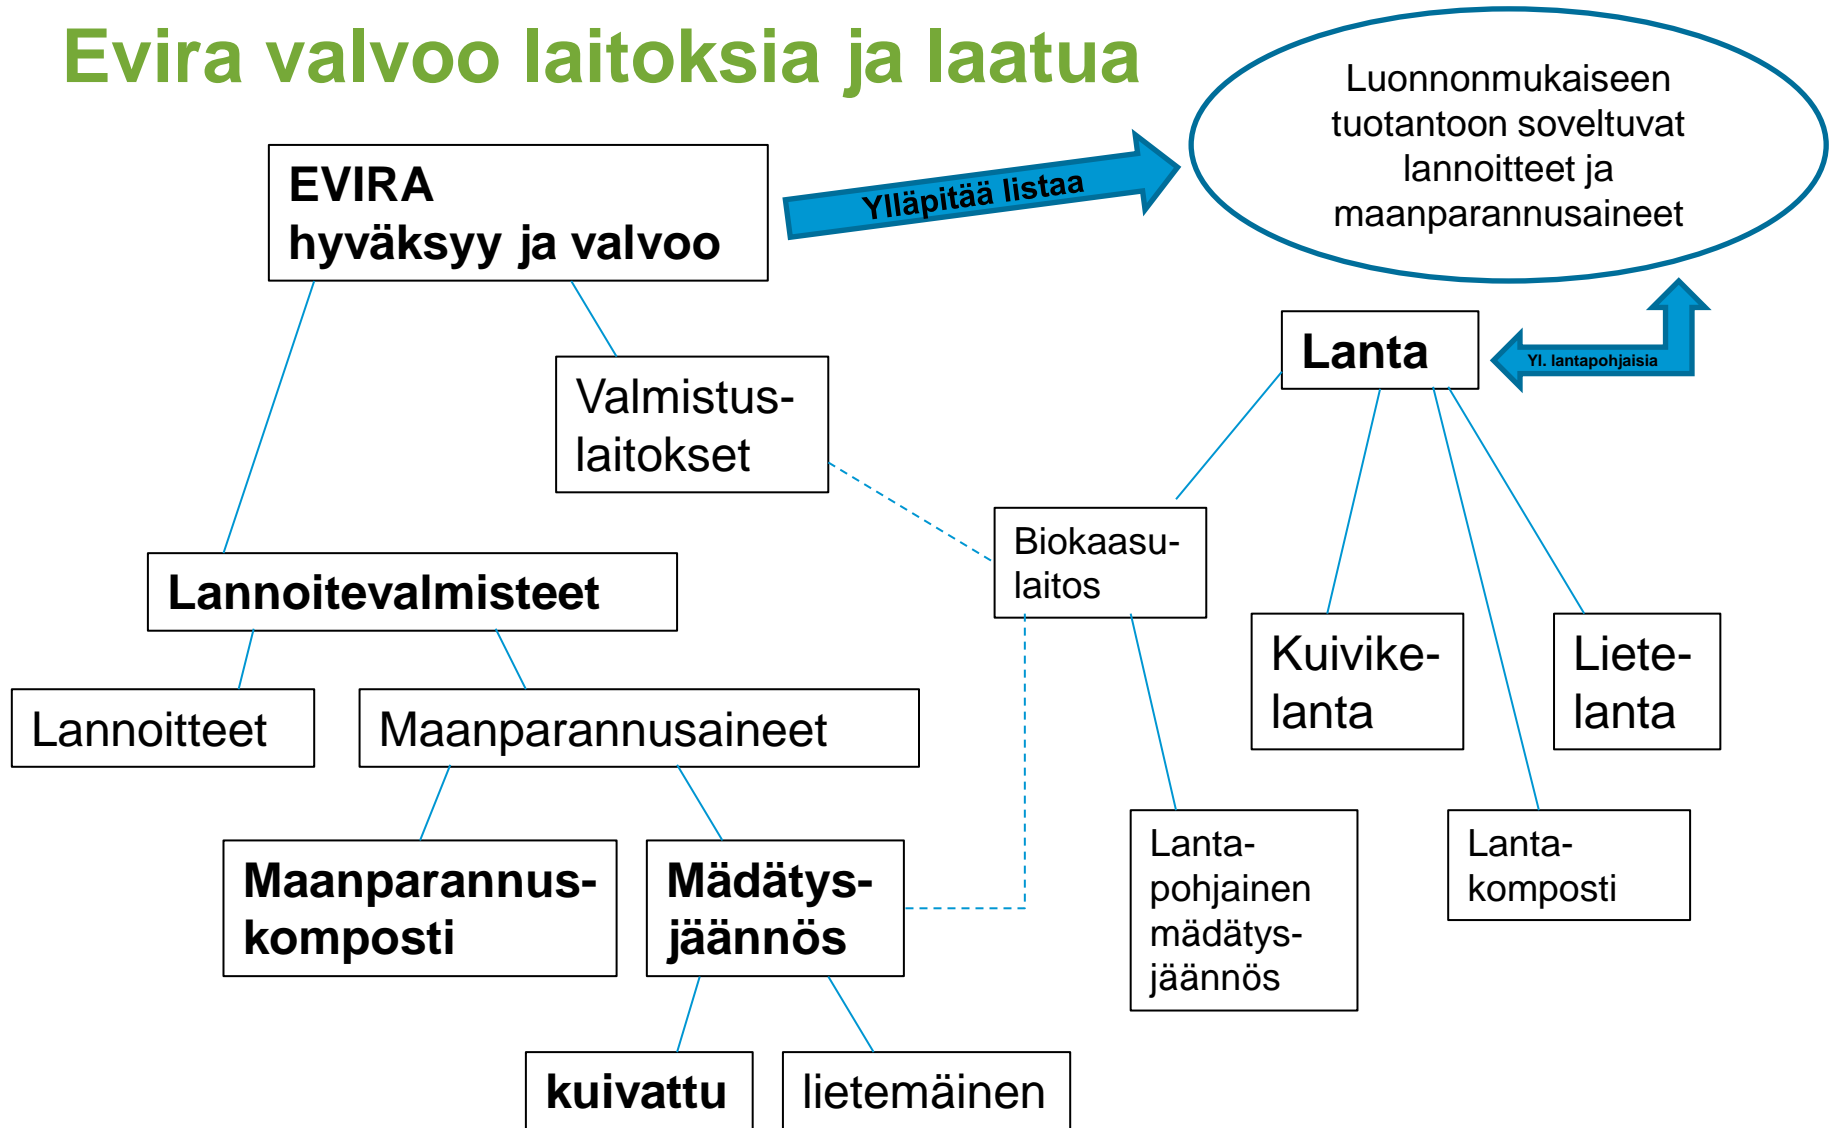 Evira valvoo laitoksia ja laatua
Luonnonmukaiseen
tuotantoon soveltuvat
lannoitteet ja
maanparannusaineet
EVIRA
hyväksyy ja valvoo
Ylläpitää listaa
Lanta
Yl. lantapohjaisia
Valmistus-
laitokset
Biokaasu-
laitos
Lannoitevalmisteet
Kuivike-
lanta
Liete-
lanta
Lannoitteet
Maanparannusaineet
Maanparannus-
komposti
Mädätys-
jäännös
Lanta-
pohjainen
mädätys-
jäännös
Lanta-
komposti
kuivattu
lietemäinen